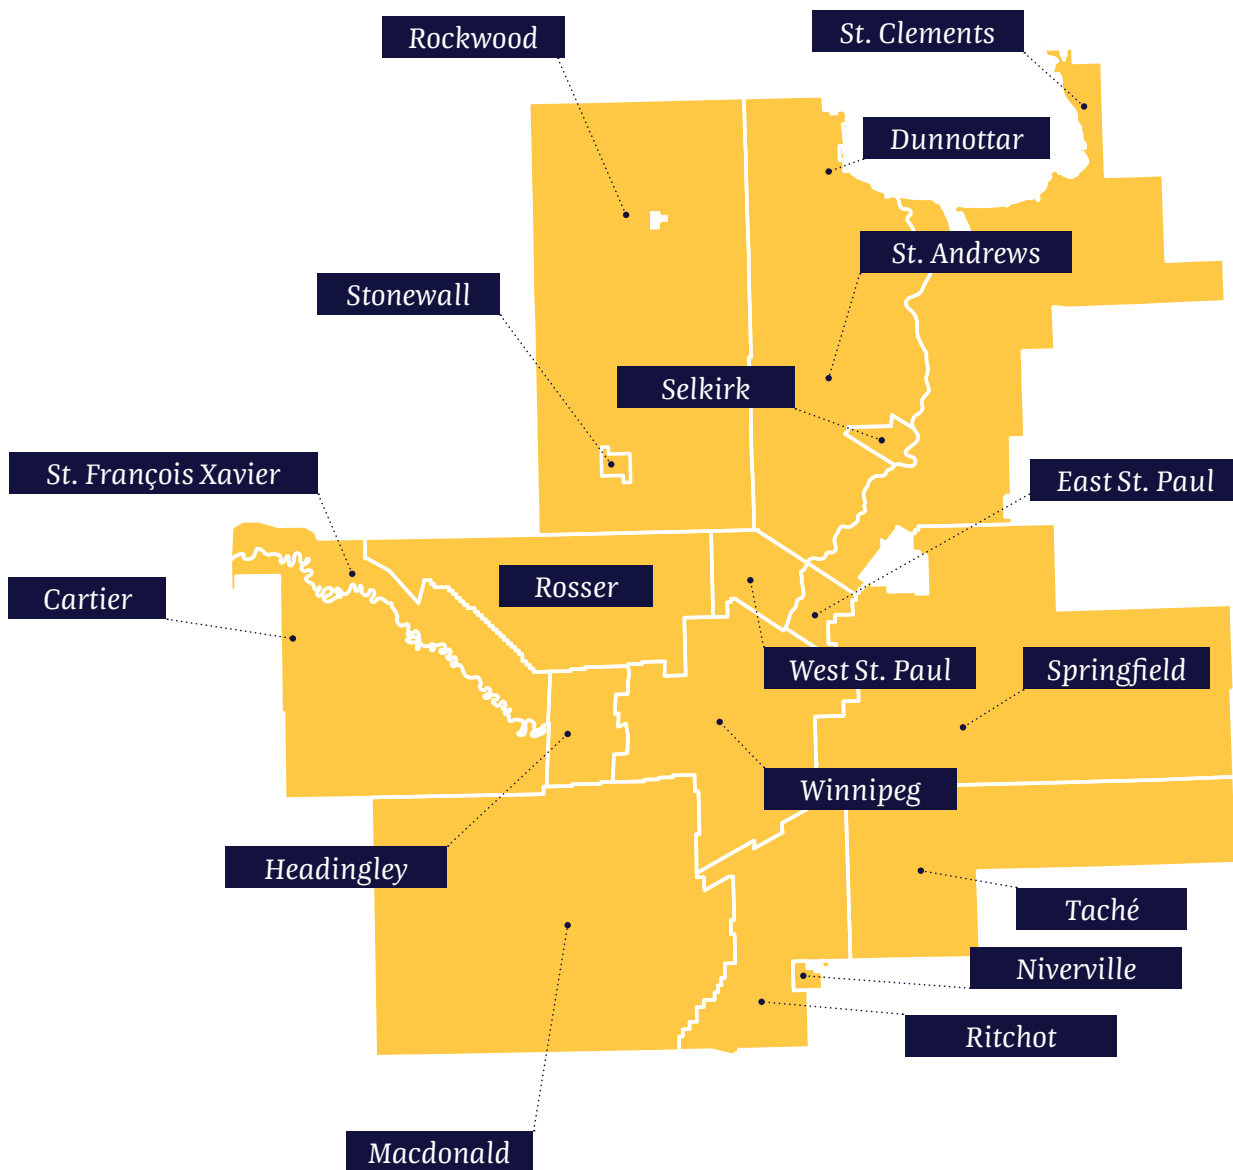 Rockwood
St. Clements
Dunnottar
St. Andrews
Stonewall
Selkirk
St. François Xavier
East St. Paul
Cartier
Rosser
West St. Paul
Springfield
Winnipeg
Headingley
Taché
Niverville
Ritchot
Macdonald